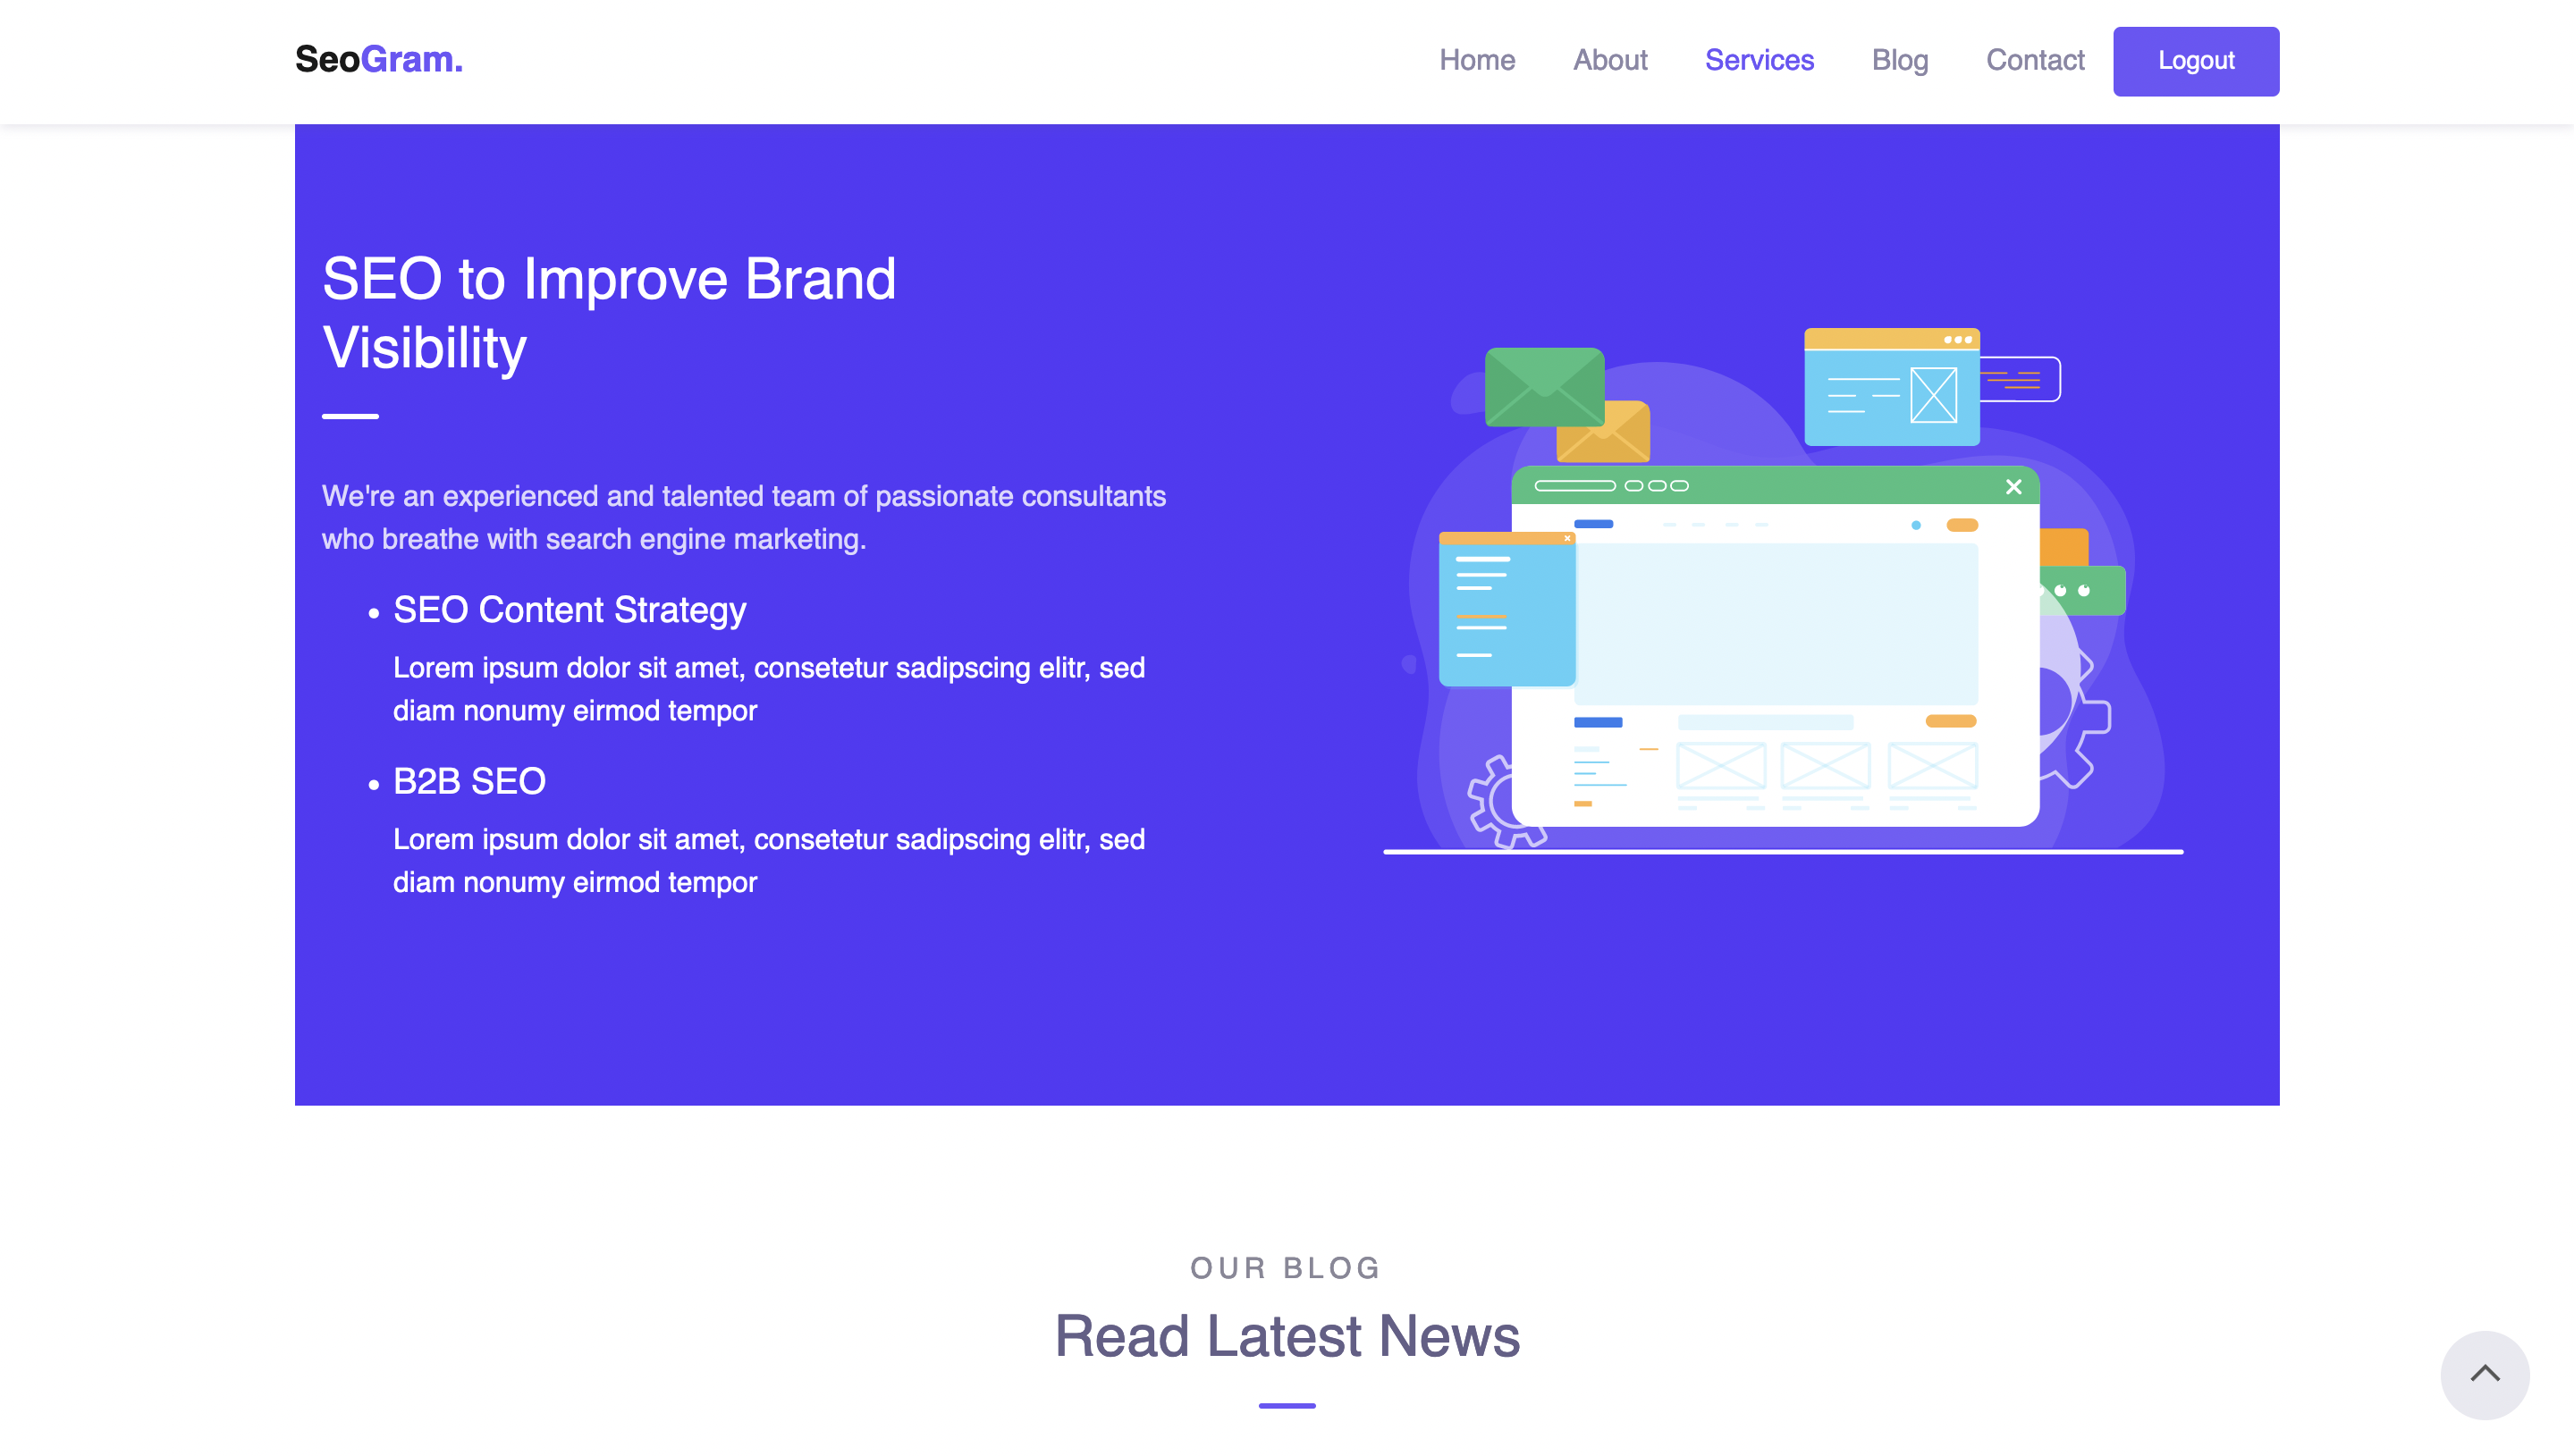 SeoGram.
Home About Services Blog Contact Logout
SEO to Improve Brand
Visibility
We're an experienced and talented team of passionate consultants
who breathe with search engine marketing.
• SEO Content Strategy
Lorem ipsum dolor sit amet, consetetur sadipscing elitr, sed
diam nonumy eirmod tempor
• B2B SEO
Lorem ipsum dolor sit amet, consetetur sadipscing elitr, sed
diam nonumy eirmod tempor
OUR BLOG
Read Latest News